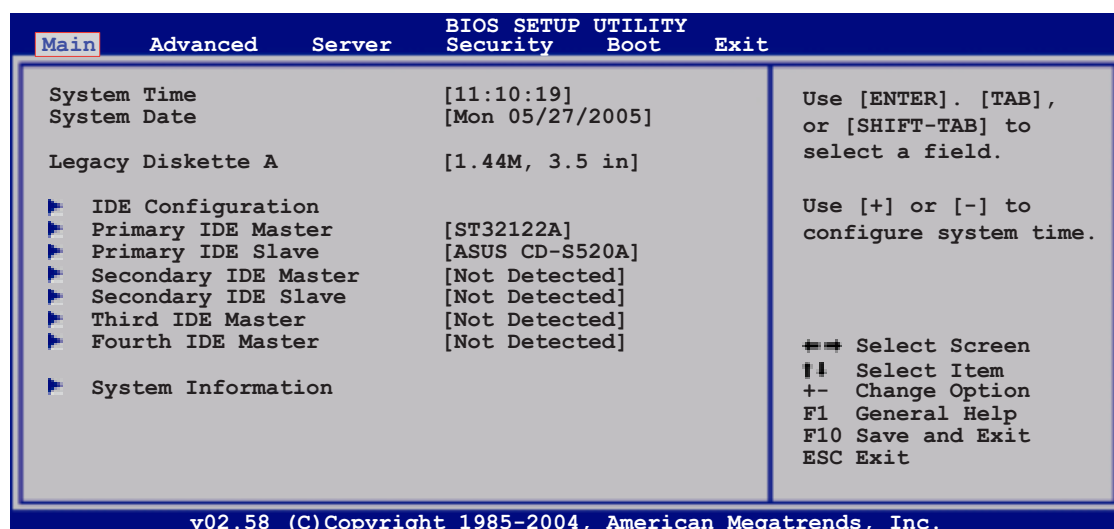 BIOS SETUP UTILITY
Main Advanced Server Security Boot Exit
System Time [11:10:19]
System Date [Mon 05/27/2005]
Legacy Diskette A [1.44M, 3.5 in]
IDE Configuration
Primary IDE Master [ST32122A]
Primary IDE Slave [ASUS CD-S520A]
Secondary IDE Master [Not Detected]
Secondary IDE Slave [Not Detected]
Third IDE Master [Not Detected]
Fourth IDE Master [Not Detected]
System Information
Use [ENTER]. [TAB],
or [SHIFT-TAB] to
select a field.
Use [+] or [-] to
configure system time.
Select Screen
Select Item
+- Change Option
F1 General Help
F10 Save and Exit
ESC Exit
v02.58 (C)Copyright 1985-2004, American Megatrends, Inc.